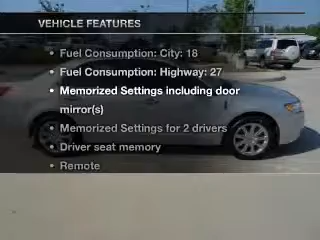 VEHICLE FEATURES
• Fuel Consumption: City: 18
• Fuel Consumption: Highway: 27
• Memorized Settings including door
mirror(s)
• Memorized Settings for 2 drivers
• Driver seat memory
• Remote